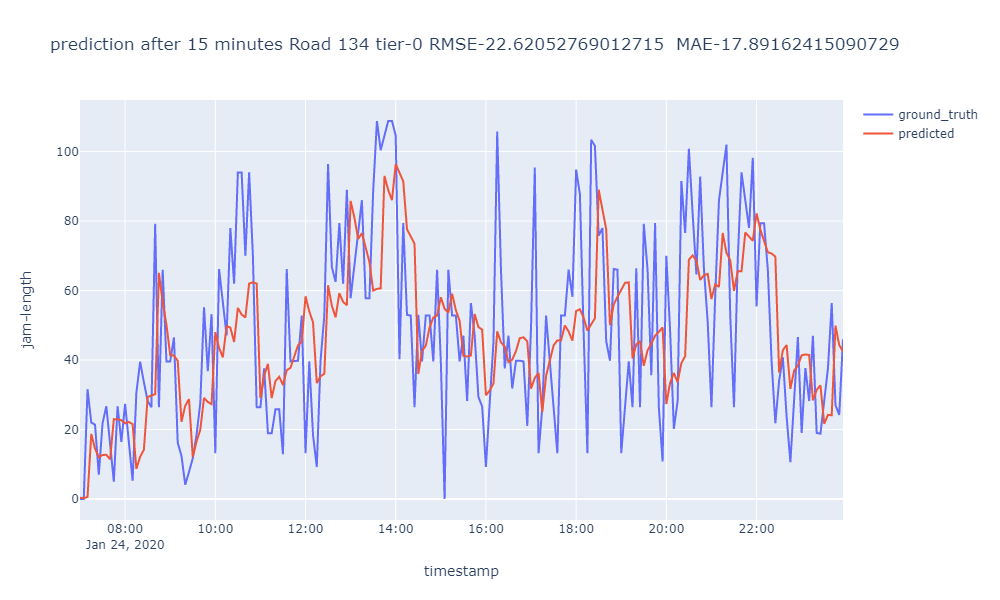 prediction after 15 minutes Road 134 tier-0 RMSE-22.62052769012715  MAE-17.89162415090729
ground_truth
predicted
jam-length
100
80
60
40
20
0
08:00
10:00
12:00
14:00
16:00
18:00
20:00
22:00
Jan 24, 2020
timestamp